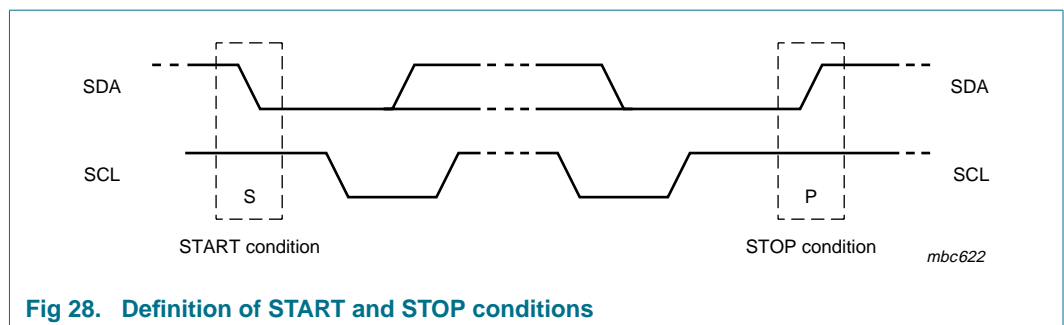 SDA
SDA
SCL
SCL
S
P
START condition
STOP condition
mbc622
Fig 28. Definition of START and STOP conditions